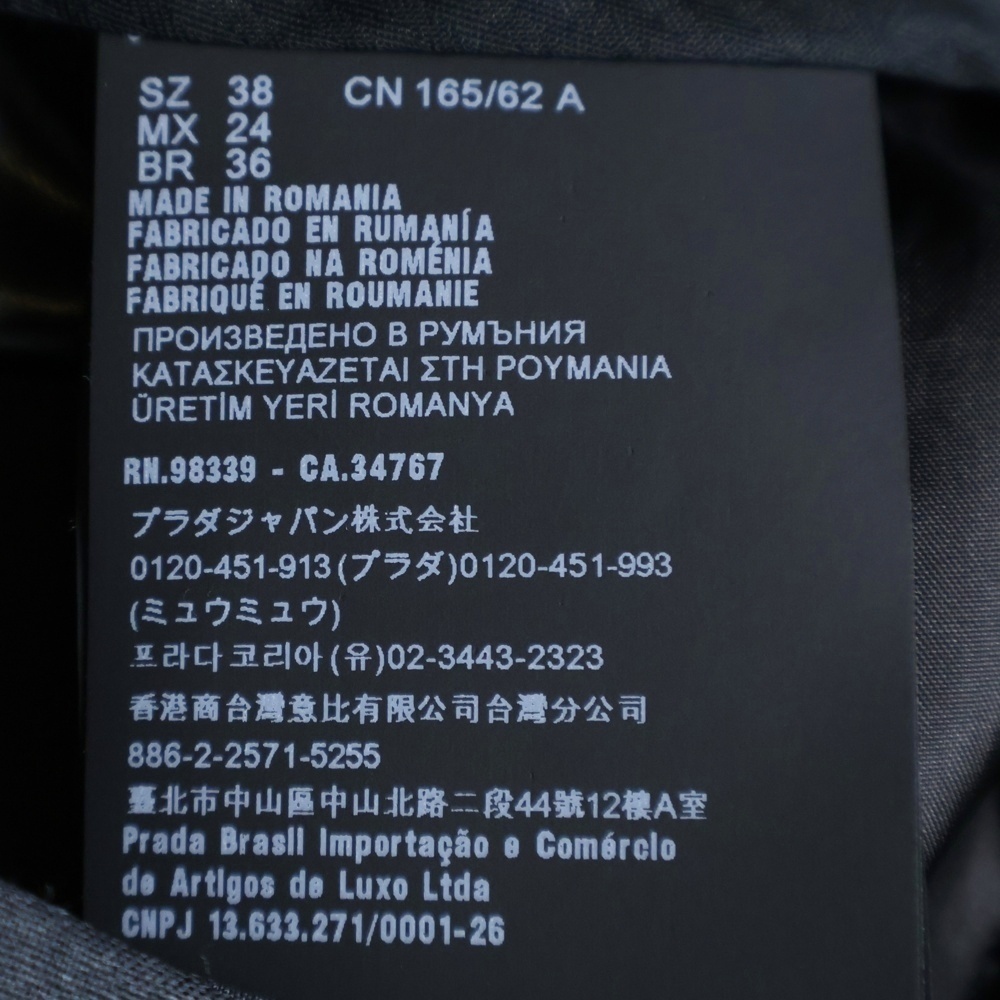 SZ 38 CN 165/62 A
MX 24
BR 36
MADE IN ROMANIA
FABRICADO EN RUMANÍA
FABRICADO NA ROMÉNIA
FABRIQUÉ EN ROUMANIE
ПРОИЗВЕДЕНО В РУМЪНИЯ
ΚΑΤΑΣΚΕΥΑΖΕΤΑΙ ΣΤΗ ΡΟΥΜΑΝΙΑ
ÜRETİM YERİ ROMANYA
RN.98339 - CA.34767
プラダジャパン株式会社
0120-451-913(プラダ)0120-451-993
(ミュウミュウ)
프라다코리아(유)02-3443-2323
香港商台灣意比有限公司台灣分公司
886-2-2571-5255
臺北市中山區中山北路二段44號12樓A室
Prada Brasil Importação e Comércio
de Artigos de Luxo Ltda
CNPJ 13.633.271/0001-26